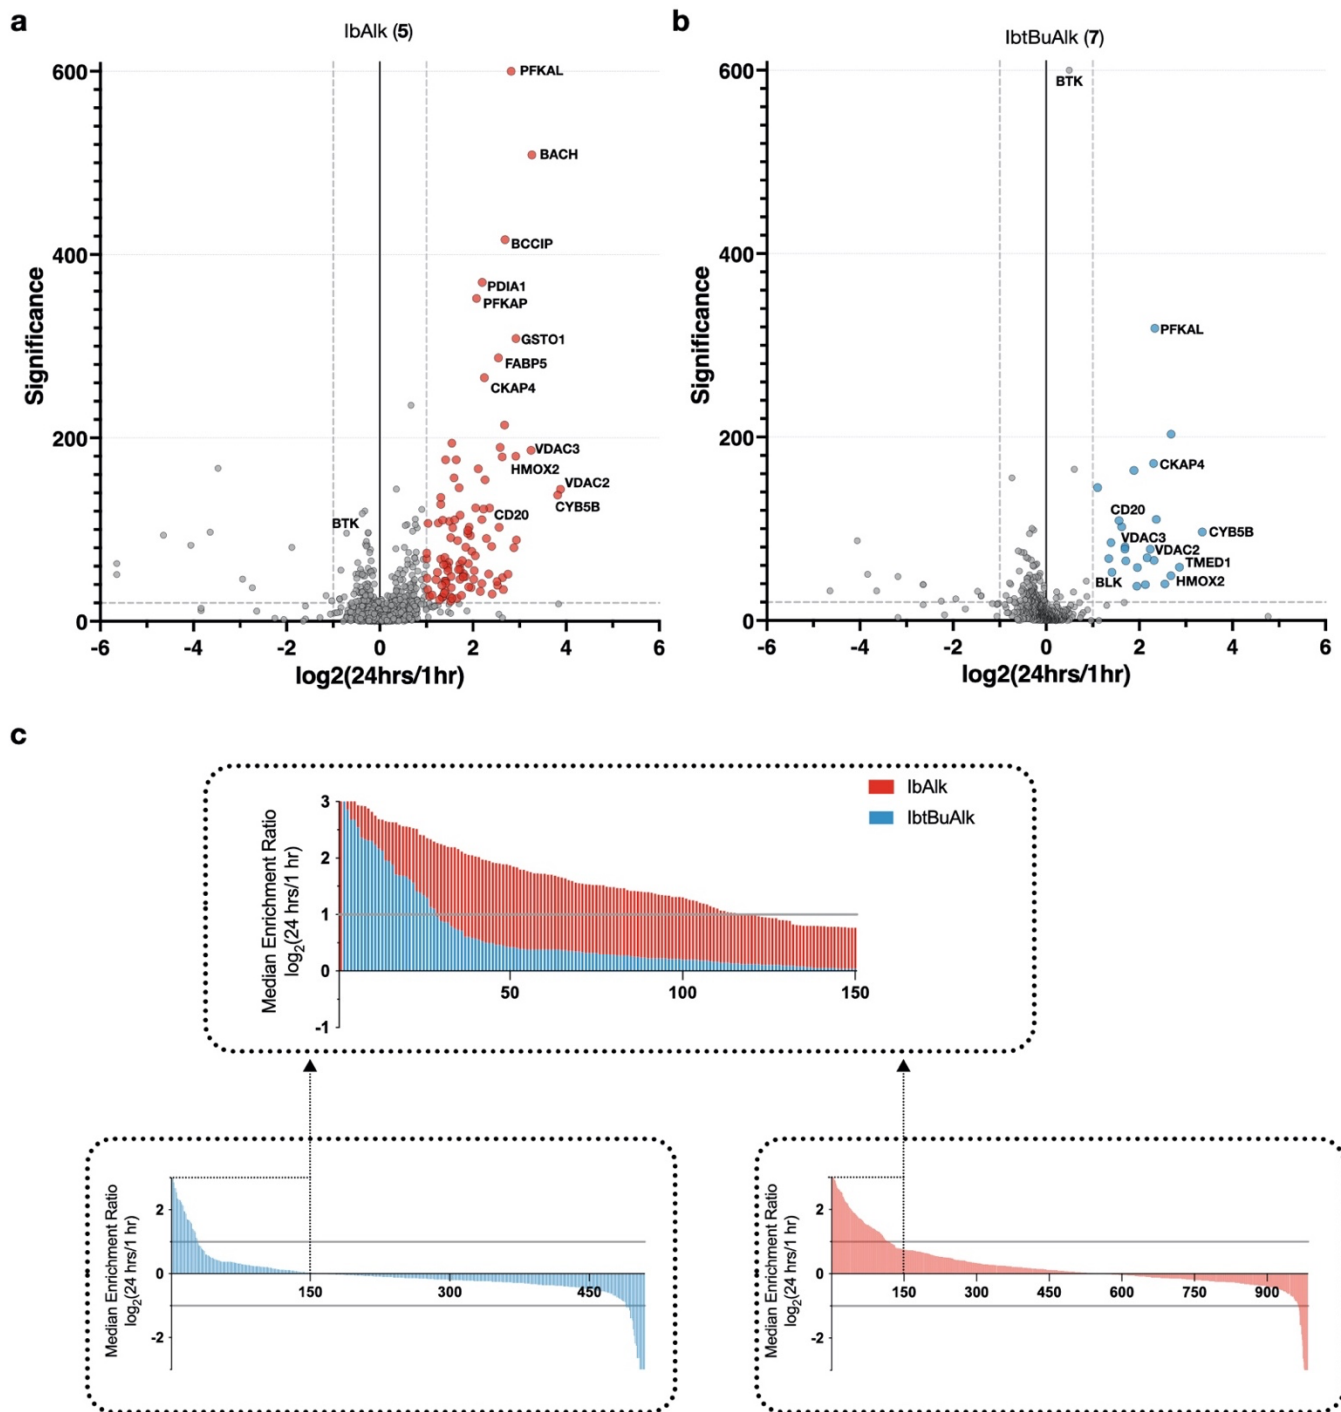 a
IbAlk (5)
600
400
200
0
Significance
PFKAL
BACH
BCCIP
PDIA1
PFKAP
GSTO1
FABP5
CKAP4
VDAC3
HMOX2
VDAC2
CYB5B
CD20
BTK
-6 -4 -2 0 2 4 6
log2(24hrs/1hr)
b
IbtBuAlk (7)
600
400
200
0
Significance
BTK
PFKAL
CKAP4
CD20
CYB5B
VDAC3
VDAC2
TMED1
BLK
HMOX2
-6 -4 -2 0 2 4 6
log2(24hrs/1hr)
c
IbAlk
IbtBuAlk
Median Enrichment Ratio
log2(24 hrs/1 hr)
3
2
1
0
-1
50 100 150
Median Enrichment Ratio
log2(24 hrs/1 hr)
2
0
-2
150 300 450
Median Enrichment Ratio
log2(24 hrs/1 hr)
2
0
-2
150 300 450 600 750 900